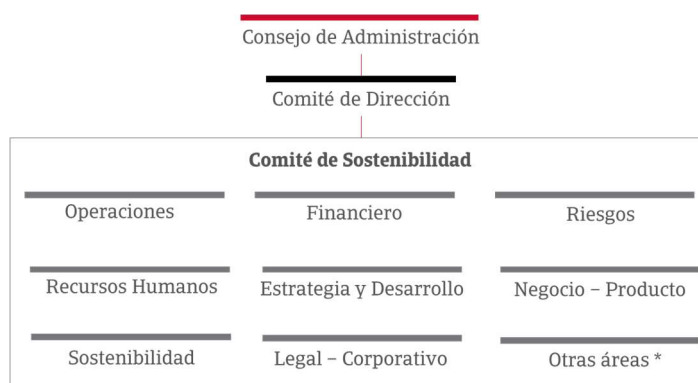 Consejo de Administración
Comité de Dirección
Comité de Sostenibilidad
Operaciones
Financiero
Riesgos
Recursos Humanos
Estrategia y Desarrollo
Negocio – Producto
Sostenibilidad
Legal – Corporativo
Otras áreas *